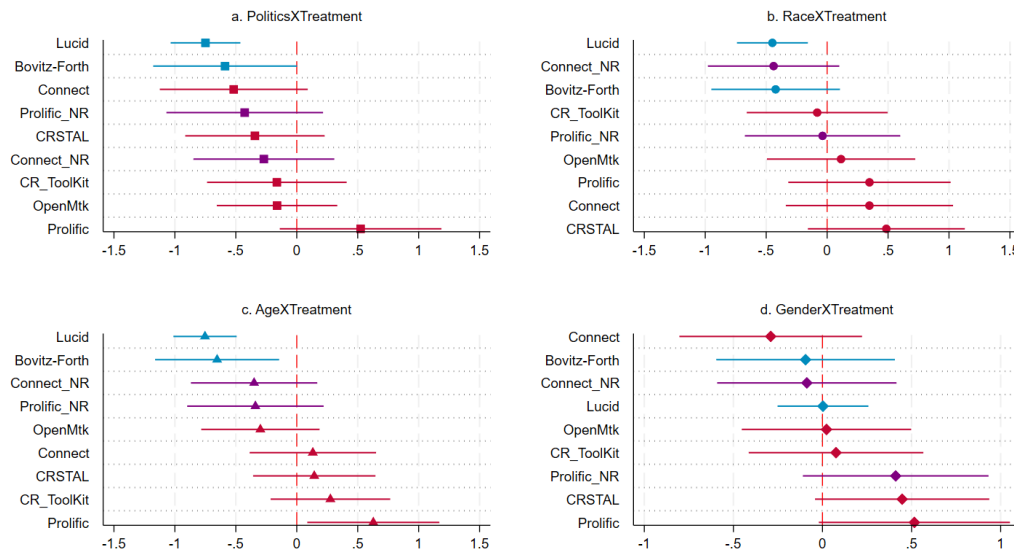 a. PoliticsXTreatment
Lucid
Bovitz-Forth
Connect
Prolific_NR
CRSTAL
Connect_NR
CR_ToolKit
OpenMtk
Prolific
-1.5 -1 -.5 0 .5 1 1.5
b. RaceXTreatment
Lucid
Connect_NR
Bovitz-Forth
CR_ToolKit
Prolific_NR
OpenMtk
Prolific
Connect
CRSTAL
-1.5 -1 -.5 0 .5 1 1.5
c. AgeXTreatment
Lucid
Bovitz-Forth
Connect_NR
Prolific_NR
OpenMtk
Connect
CRSTAL
CR_ToolKit
Prolific
-1.5 -1 -.5 0 .5 1 1.5
d. GenderXTreatment
Connect
Bovitz-Forth
Connect_NR
Lucid
OpenMtk
CR_ToolKit
Prolific_NR
CRSTAL
Prolific
-1 -.5 0 .5 1